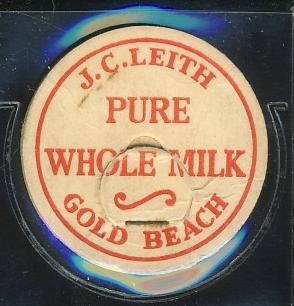 J.C.LEITH
PURE
WHOLE MILK
GOLD BEACH